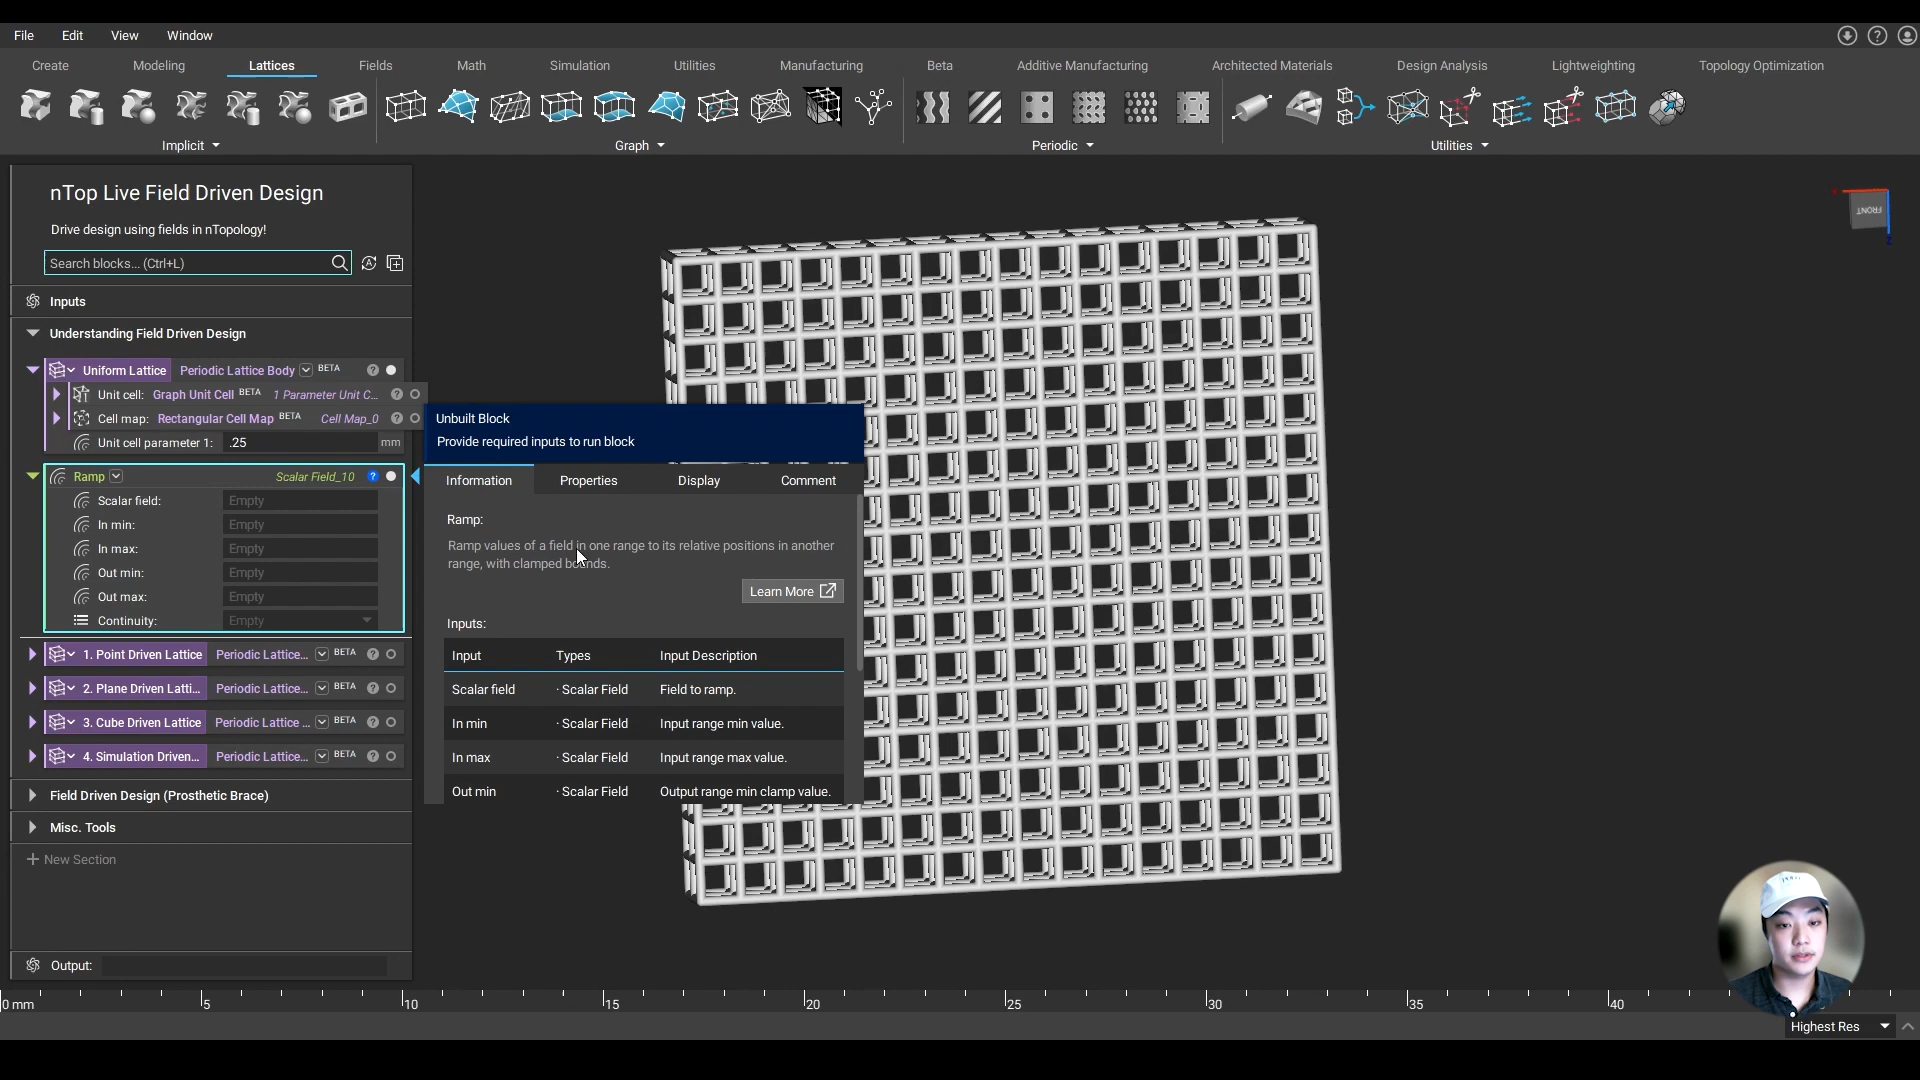 File Edit View Window
Create Modeling Lattices Fields Math Simulation Utilities Manufacturing Beta Additive Manufacturing Architected Materials Design Analysis Lightweighting Topology Optimization
Implicit Graph Periodic Utilities
nTop Live Field Driven Design
Drive design using fields in nTopology!
Search blocks... (Ctrl+L)
Inputs
Understanding Field Driven Design
Uniform Lattice Periodic Lattice Body BETA
Unit cell: Graph Unit Cell BETA 1 Parameter Unit C...
Cell map: Rectangular Cell Map BETA Cell Map_0
Unit cell parameter 1: .25 mm
Ramp Scalar Field_10
Scalar field: Empty
In min: Empty
In max: Empty
Out min: Empty
Out max: Empty
Continuity: Empty
1. Point Driven Lattice Periodic Lattice... BETA
2. Plane Driven Latti... Periodic Lattice... BETA
3. Cube Driven Lattice Periodic Lattice ... BETA
4. Simulation Driven... Periodic Lattice... BETA
Field Driven Design (Prosthetic Brace)
Misc. Tools
+ New Section
Output:
Unbuilt Block
Provide required inputs to run block
Information Properties Display Comment
Ramp:
Ramp values of a field in one range to its relative positions in another
range, with clamped bounds.
Learn More
Inputs:
Input Types Input Description
Scalar field · Scalar Field Field to ramp.
In min · Scalar Field Input range min value.
In max · Scalar Field Input range max value.
Out min · Scalar Field Output range min clamp value.
FRONT
0 mm 5 10 15 20 25 30 35 40
Highest Res